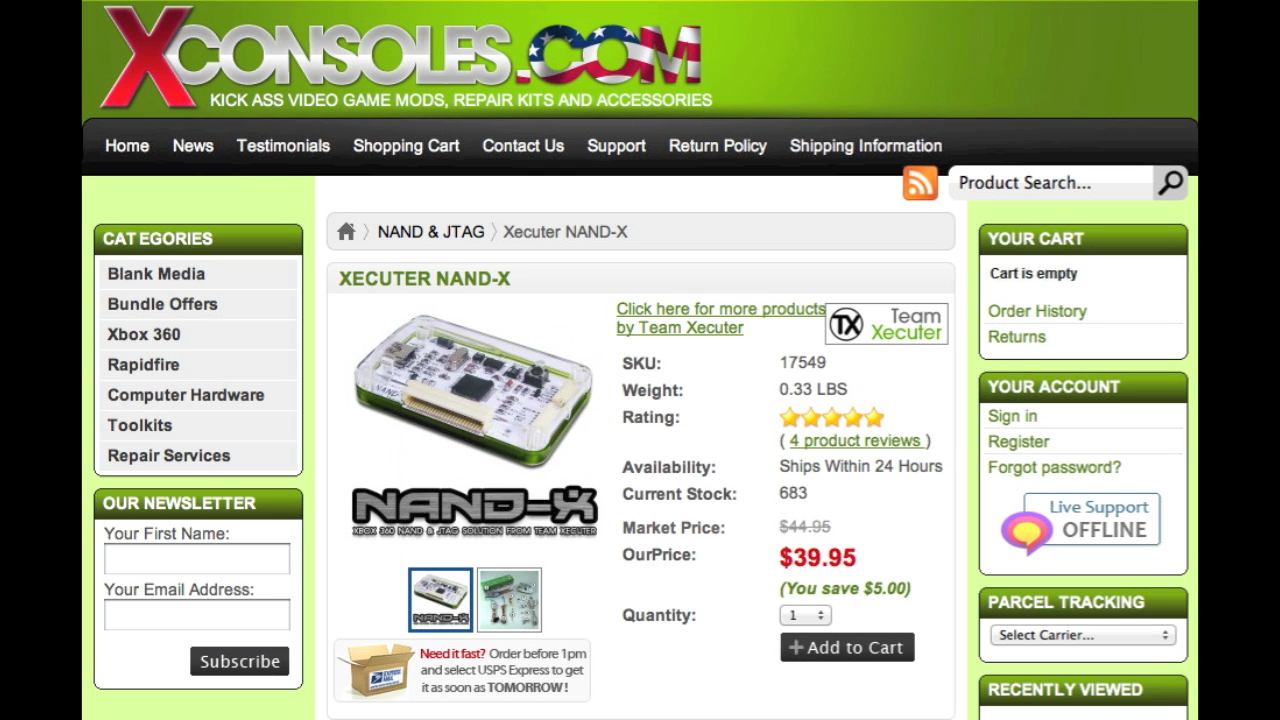 XCONSOLES.COM
KICK ASS VIDEO GAME MODS, REPAIR KITS AND ACCESSORIES
Home News Testimonials Shopping Cart Contact Us Support Return Policy Shipping Information
Product Search...
CATEGORIES
Blank Media
Bundle Offers
Xbox 360
Rapidfire
Computer Hardware
Toolkits
Repair Services
OUR NEWSLETTER
Your First Name:
Your Email Address:
Subscribe
NAND & JTAG Xecuter NAND-X
XECUTER NAND-X
NAND
NAND-X
XBOX 360 NAND & JTAG SOLUTION FROM TEAM XECUTER
NAND-X
Need it fast? Order before 1pm
and select USPS Express to get
it as soon as TOMORROW!
EXPRESS MAIL
Click here for more products
by Team Xecuter
TX Team
Xecuter
SKU: 17549
Weight: 0.33 LBS
Rating:
( 4 product reviews )
Availability: Ships Within 24 Hours
Current Stock: 683
Market Price: $44.95
OurPrice: $39.95
(You save $5.00)
Quantity: 1
+ Add to Cart
YOUR CART
Cart is empty
Order History
Returns
YOUR ACCOUNT
Sign in
Register
Forgot password?
Live Support
OFFLINE
PARCEL TRACKING
Select Carrier...
RECENTLY VIEWED